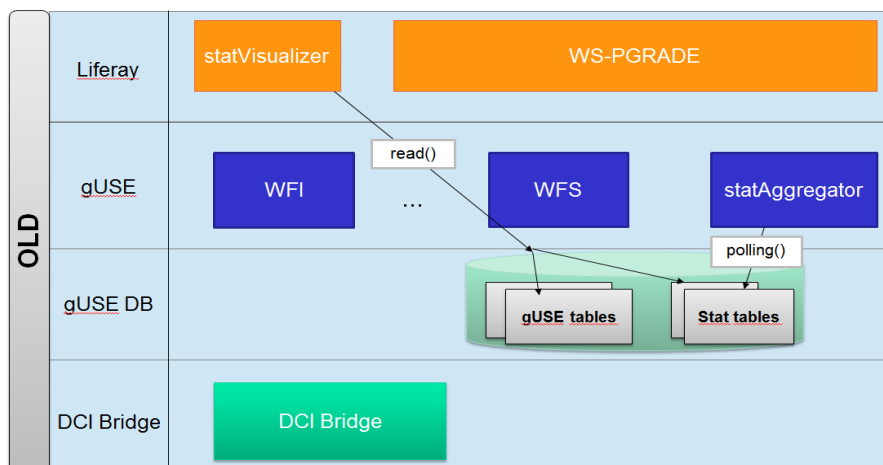 OLD
Liferay
statVisualizer
WS-PGRADE
read()
gUSE
WFI
...
WFS
statAggregator
polling()
gUSE DB
gUSE tables
Stat tables
DCI Bridge
DCI Bridge